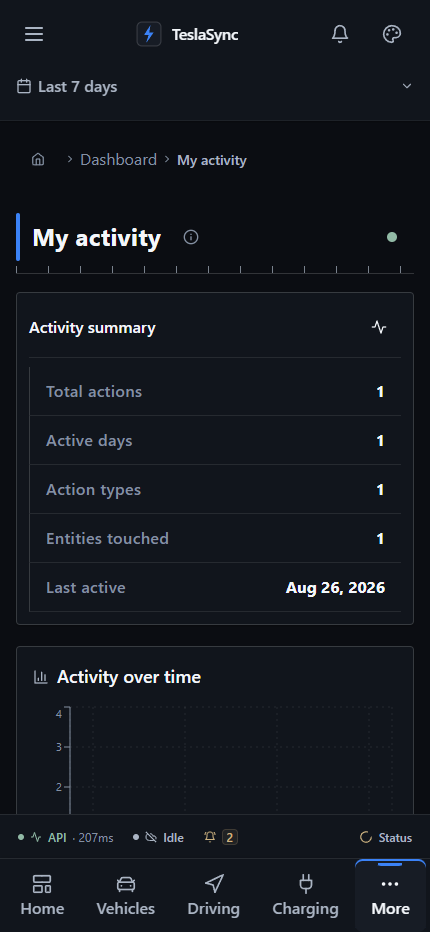 TeslaSync
Last 7 days
Dashboard My activity
My activity
Activity summary
Total actions 1
Active days 1
Action types 1
Entities touched 1
Last active Aug 26, 2026
Activity over time
4
3
2
API · 207ms Idle 2 Status
Home Vehicles Driving Charging More